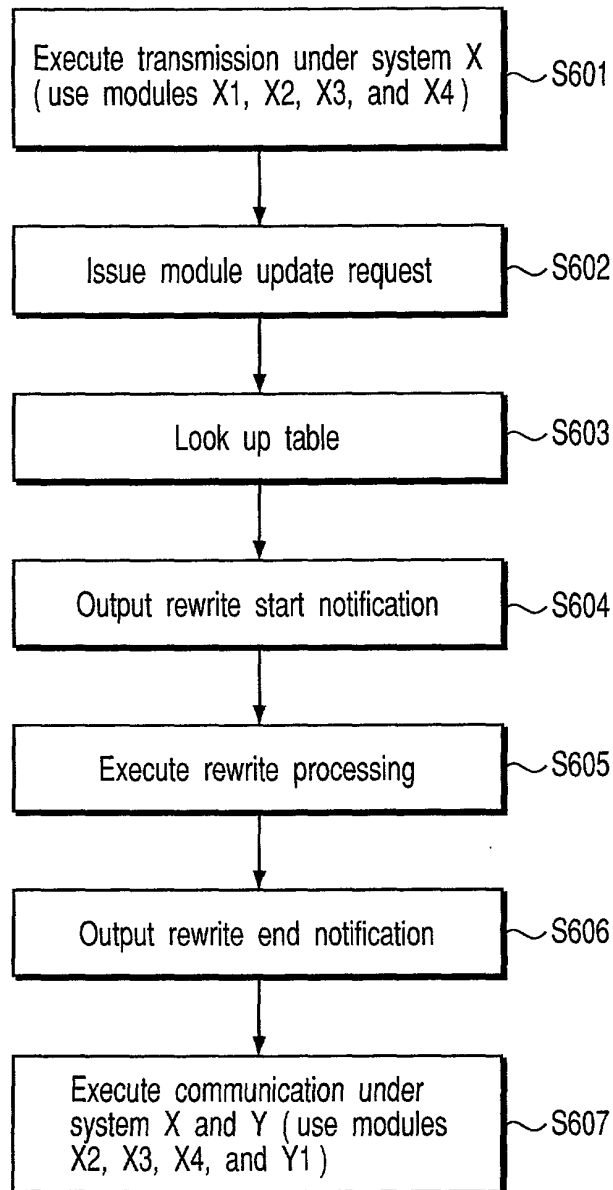 Execute transmission under system X
( use modules X1, X2, X3, and X4 )
S601
Issue module update request
S602
Look up table
S603
Output rewrite start notification
S604
Execute rewrite processing
S605
Output rewrite end notification
S606
Execute communication under
system X and Y ( use modules
X2, X3, X4, and Y1 )
S607